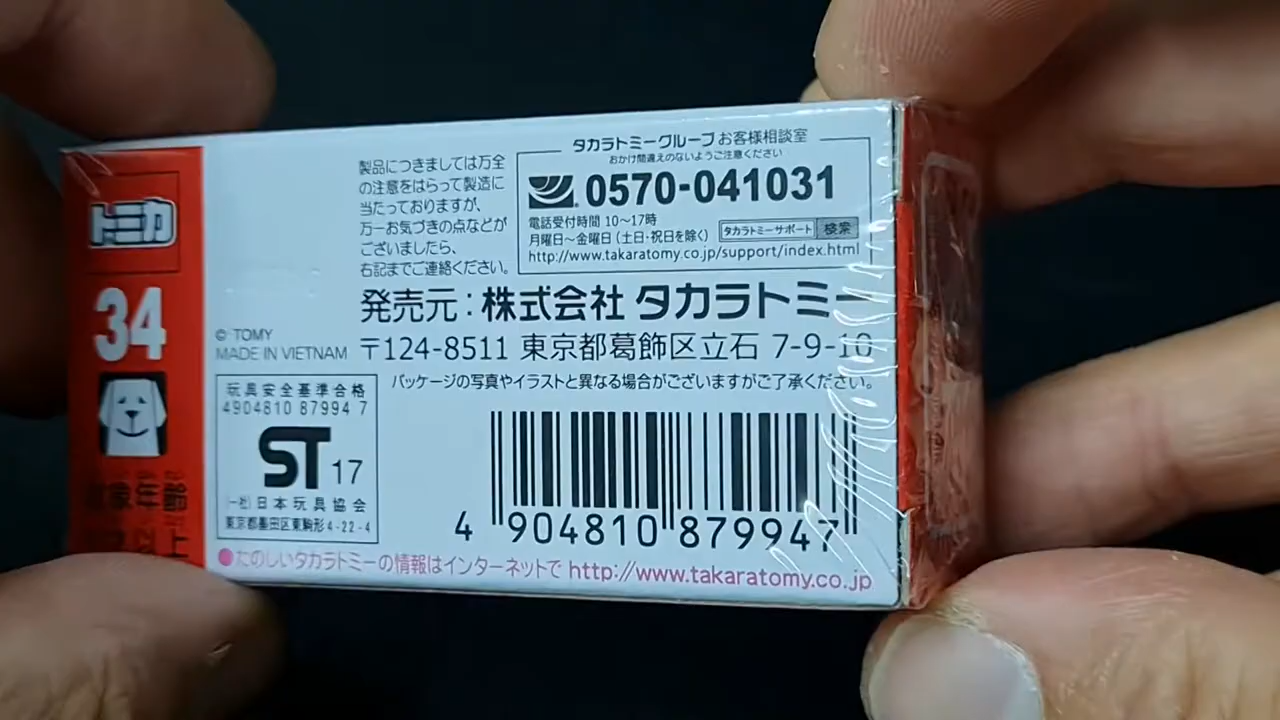 トミカ
34
対象年齢
© TOMY
MADE IN VIETNAM
製品につきましては万全
の注意をはらって製造に
当たっておりますが、
万一お気づきの点などが
ございましたら、
右記までご連絡ください。
タカラトミーグループ お客様相談室
おかけ間違えのないようご注意ください
0570-041031
電話受付時間 10〜17時
月曜日〜金曜日（土日・祝日を除く）
タカラトミーサポート 検索
http://www.takaratomy.co.jp/support/index.html
発売元：株式会社 タカラトミー
〒124-8511 東京都葛飾区立石 7-9-10
パッケージの写真やイラストと異なる場合がございますがご了承ください。
玩具安全基準合格
4904810 87994 7
ST 17
(一社)日本玩具協会
東京都墨田区東駒形4-22-4
4 904810 879947
●たのしいタカラトミーの情報はインターネットで http://www.takaratomy.co.jp